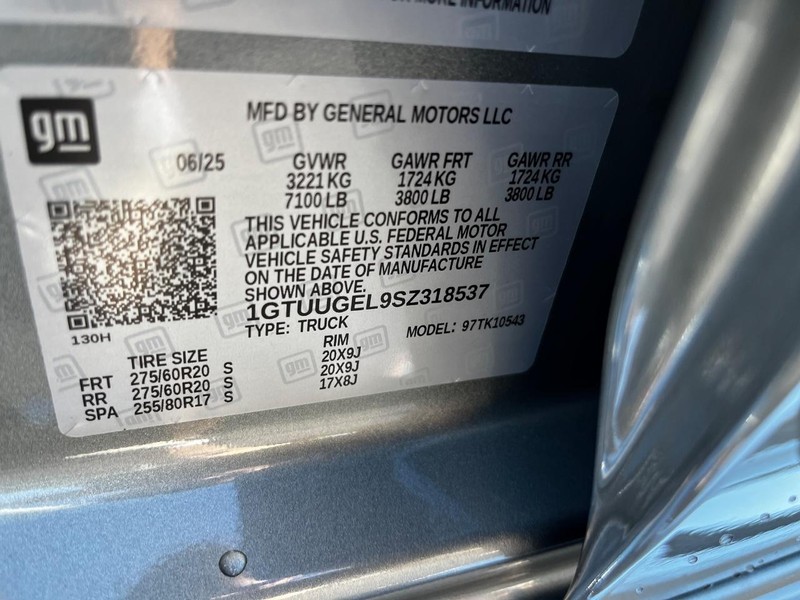 OR MORE INFORMATION
gm
MFD BY GENERAL MOTORS LLC
06/25
GVWR GAWR FRT GAWR RR
3221 KG 1724 KG 1724 KG
7100 LB 3800 LB 3800 LB
THIS VEHICLE CONFORMS TO ALL
APPLICABLE U.S. FEDERAL MOTOR
VEHICLE SAFETY STANDARDS IN EFFECT
ON THE DATE OF MANUFACTURE
SHOWN ABOVE.
1GTUUGEL9SZ318537
TYPE: TRUCK MODEL: 97TK10543
130H
TIRE SIZE RIM
FRT 275/60R20 S 20X9J
RR 275/60R20 S 20X9J
SPA 255/80R17 S 17X8J